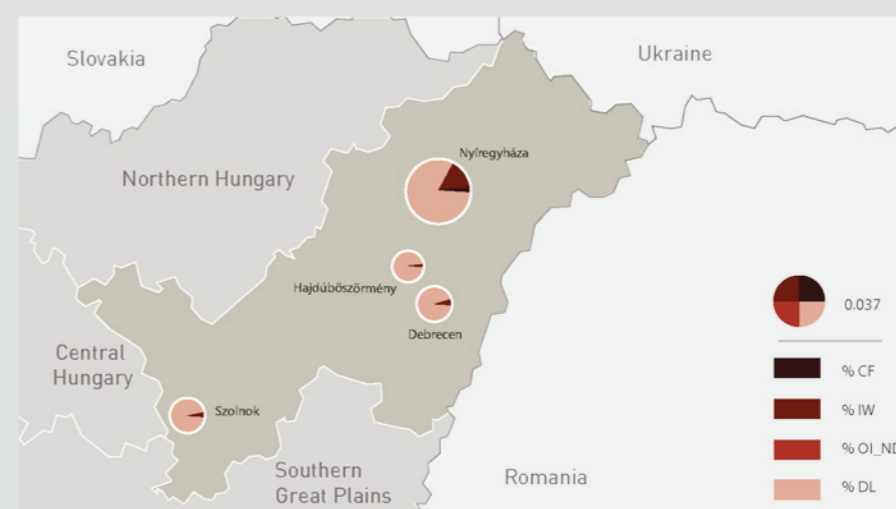 Slovakia
Ukraine
Nyíregyháza
Northern Hungary
Hajdúböszörmény
0.037
Debrecen
Central
Hungary
% CF
Szolnok
% IW
% OI_ND
Southern
Great Plains
Romania
% DL